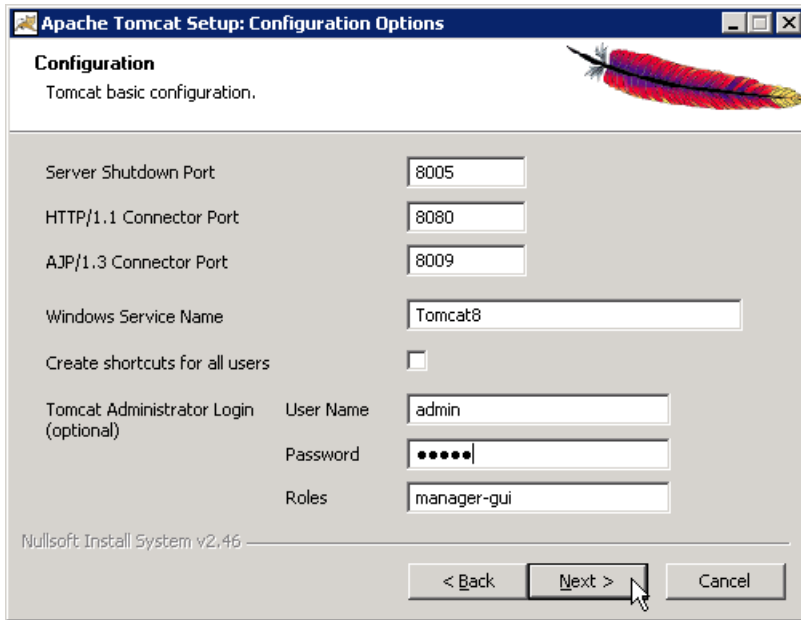 Apache Tomcat Setup: Configuration Options
Configuration
Tomcat basic configuration.
Server Shutdown Port 8005
HTTP/1.1 Connector Port 8080
AJP/1.3 Connector Port 8009
Windows Service Name Tomcat8
Create shortcuts for all users
Tomcat Administrator Login User Name admin
(optional)
Password ●●●●●
Roles manager-gui
Nullsoft Install System v2.46
< Back Next > Cancel